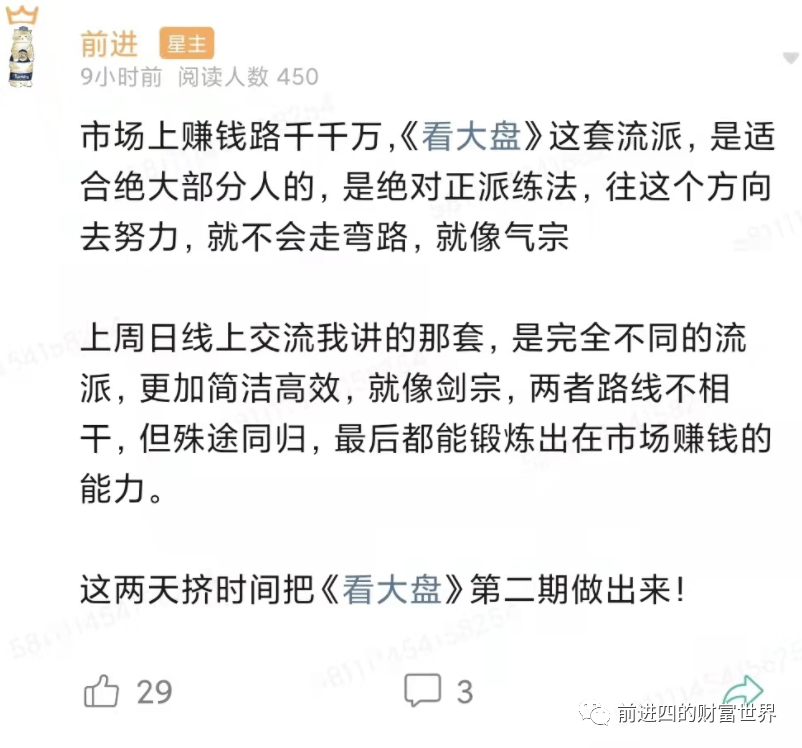 前进 星主
9小时前 阅读人数 450
市场上赚钱路千千万,《看大盘》这套流派，是适
合绝大部分人的，是绝对正派练法，往这个方向
去努力，就不会走弯路，就像气宗
上周日线上交流我讲的那套，是完全不同的流
派，更加简洁高效，就像剑宗，两者路线不相
干，但殊途同归，最后都能锻炼出在市场赚钱的
能力。
这两天挤时间把《看大盘》第二期做出来！
29 3
前进四的财富世界